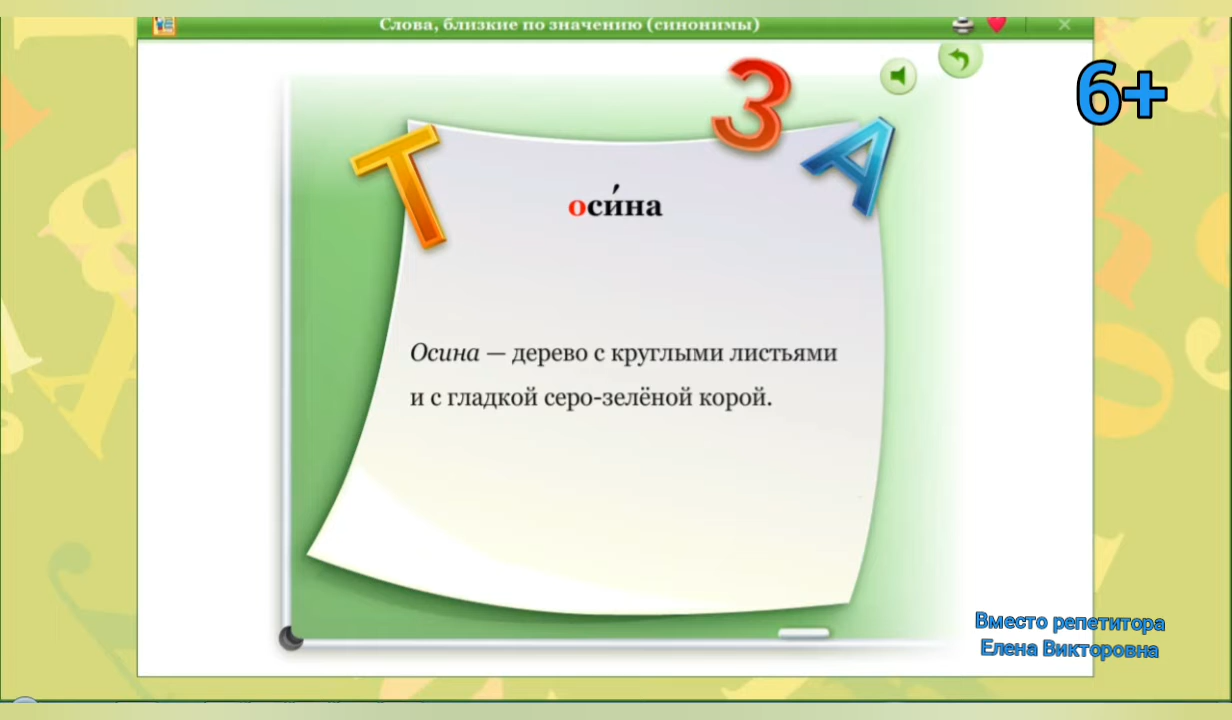 Слова, близкие по значению (синонимы)
6+
Т З А
оси́на
Осина — дерево с круглыми листьями
и с гладкой серо-зелёной корой.
Вместо репетитора
Елена Викторовна